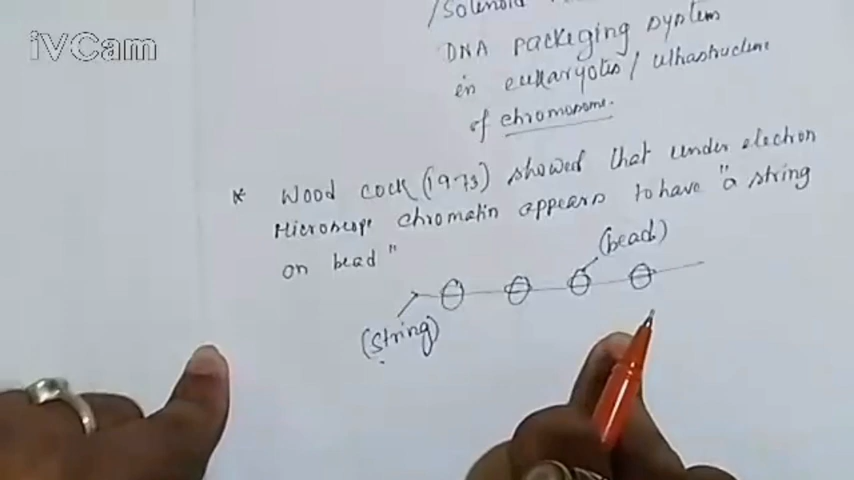 iVCam
/Solenoid
DNA packeging system
in eukaryotes/ ultrastructure
of chromosome.
* Wood cock (1973) showed that under electron
Microscope chromatin appears to have "a string
on bead"
(bead)
(string)